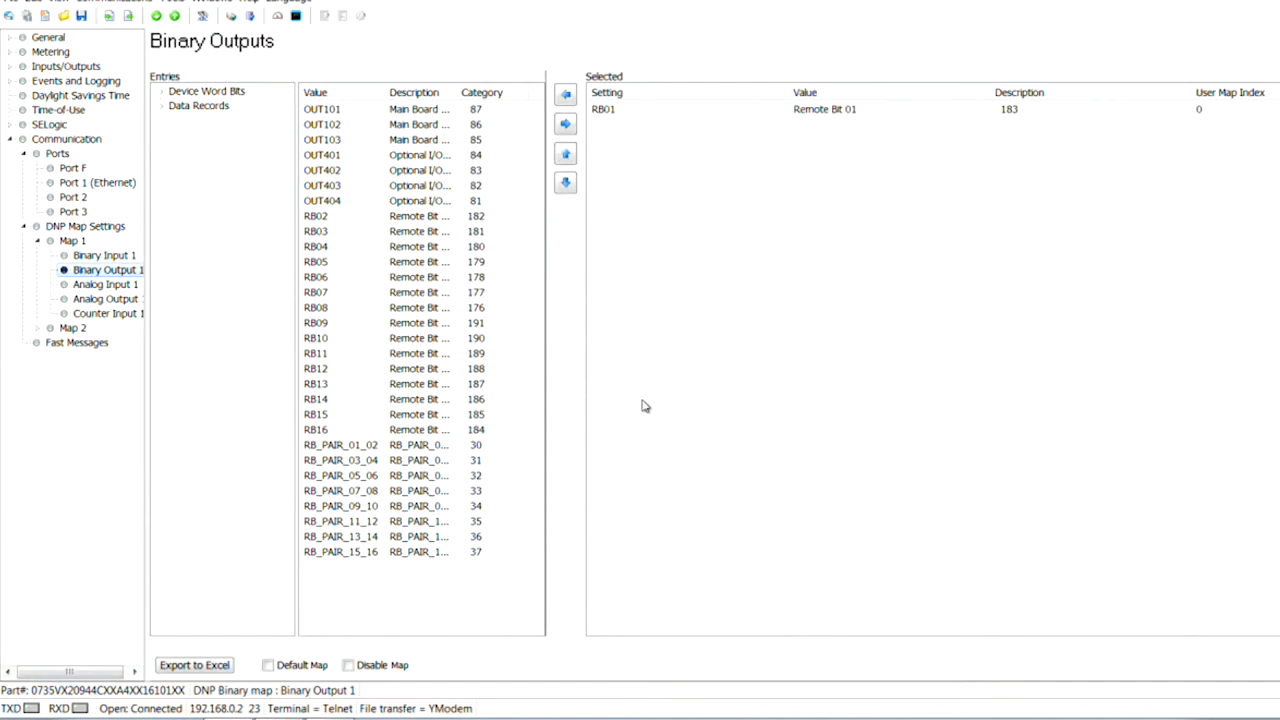 Binary Outputs
General
Metering
Inputs/Outputs
Events and Logging
Daylight Savings Time
Time-of-Use
SELogic
Communication
Ports
Port F
Port 1 (Ethernet)
Port 2
Port 3
DNP Map Settings
Map 1
Binary Input 1
Binary Output 1
Analog Input 1
Analog Output
Counter Input 1
Map 2
Fast Messages
Entries
Device Word Bits
Data Records
Value Description Category
OUT101 Main Board ... 87
OUT102 Main Board ... 86
OUT103 Main Board ... 85
OUT401 Optional I/O... 84
OUT402 Optional I/O... 83
OUT403 Optional I/O... 82
OUT404 Optional I/O... 81
RB02 Remote Bit ... 182
RB03 Remote Bit ... 181
RB04 Remote Bit ... 180
RB05 Remote Bit ... 179
RB06 Remote Bit ... 178
RB07 Remote Bit ... 177
RB08 Remote Bit ... 176
RB09 Remote Bit ... 191
RB10 Remote Bit ... 190
RB11 Remote Bit ... 189
RB12 Remote Bit ... 188
RB13 Remote Bit ... 187
RB14 Remote Bit ... 186
RB15 Remote Bit ... 185
RB16 Remote Bit ... 184
RB_PAIR_01_02 RB_PAIR_0... 30
RB_PAIR_03_04 RB_PAIR_0... 31
RB_PAIR_05_06 RB_PAIR_0... 32
RB_PAIR_07_08 RB_PAIR_0... 33
RB_PAIR_09_10 RB_PAIR_0... 34
RB_PAIR_11_12 RB_PAIR_1... 35
RB_PAIR_13_14 RB_PAIR_1... 36
RB_PAIR_15_16 RB_PAIR_1... 37
Selected
Setting Value Description User Map Index
RB01 Remote Bit 01 183 0
Export to Excel Default Map Disable Map
Part#: 0735VX20944CXXA4XX16101XX DNP Binary map : Binary Output 1
TXD RXD Open: Connected 192.168.0.2 23 Terminal = Telnet File transfer = YModem